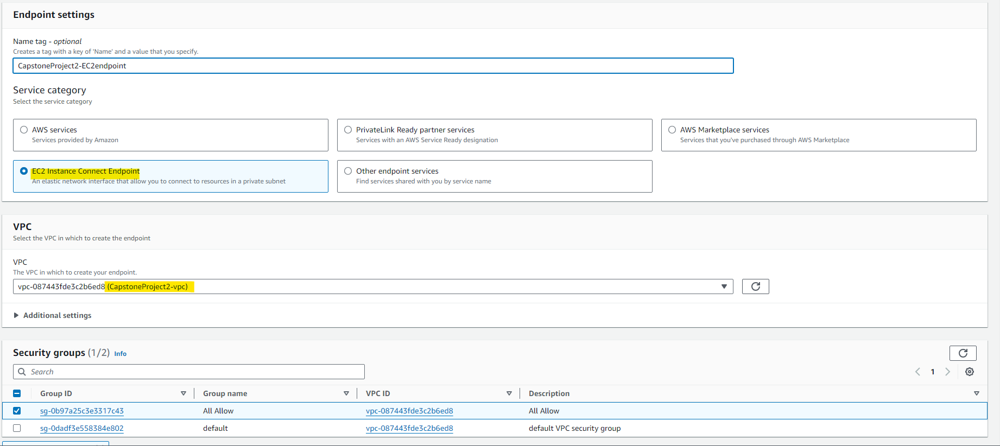 Endpoint settings
Name tag - optional
Creates a tag with a key of 'Name' and a value that you specify.
CapstoneProject2-EC2endpoint
Service category
Select the service category
AWS services
Services provided by Amazon
PrivateLink Ready partner services
Services with an AWS Service Ready designation
AWS Marketplace services
Services that you've purchased through AWS Marketplace
EC2 Instance Connect Endpoint
An elastic network interface that allow you to connect to resources in a private subnet
Other endpoint services
Find services shared with you by service name
VPC
Select the VPC in which to create the endpoint
VPC
The VPC in which to create your endpoint.
vpc-087443fde3c2b6ed8 (CapstoneProject2-vpc)
Additional settings
Security groups (1/2) Info
Search
1
Group ID Group name VPC ID Description
sg-0b97a25c3e3317c43 All Allow vpc-087443fde3c2b6ed8 All Allow
sg-0dadf3e558384e802 default vpc-087443fde3c2b6ed8 default VPC security group